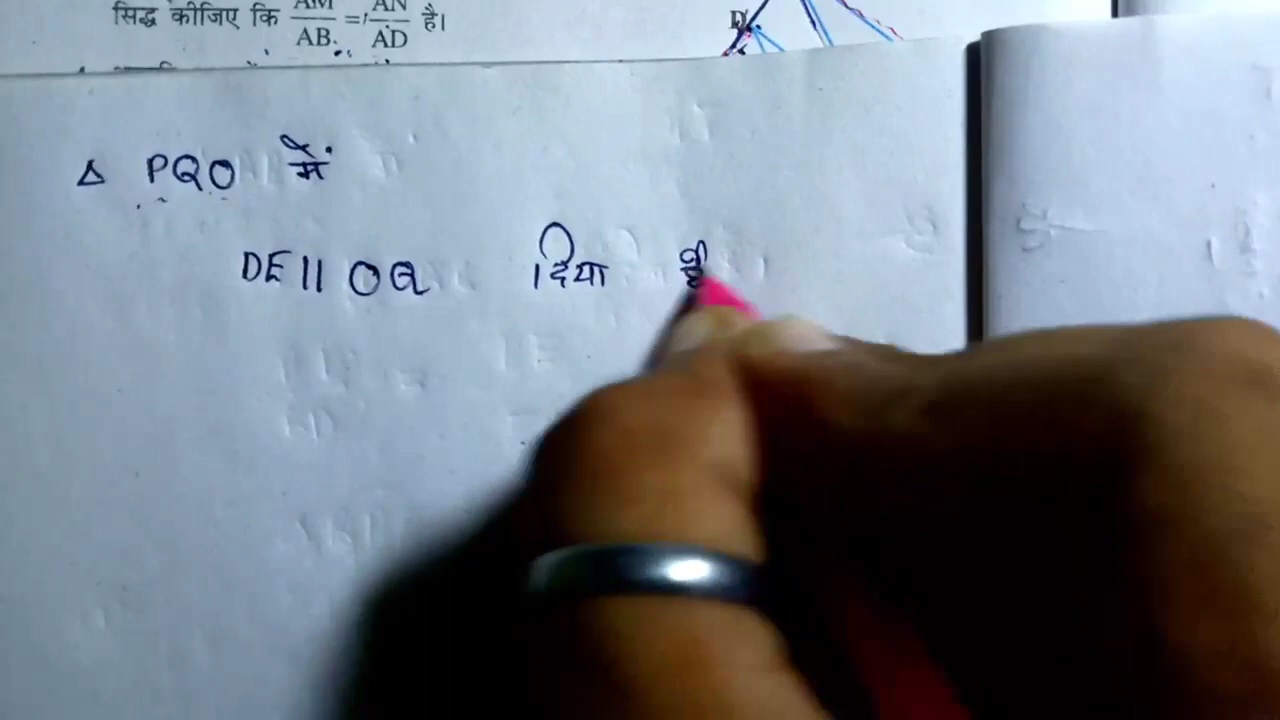 सिद्ध कीजिए कि AM/AB = AN/AD है।
D
Δ PQO में
DE || OQ दिया है